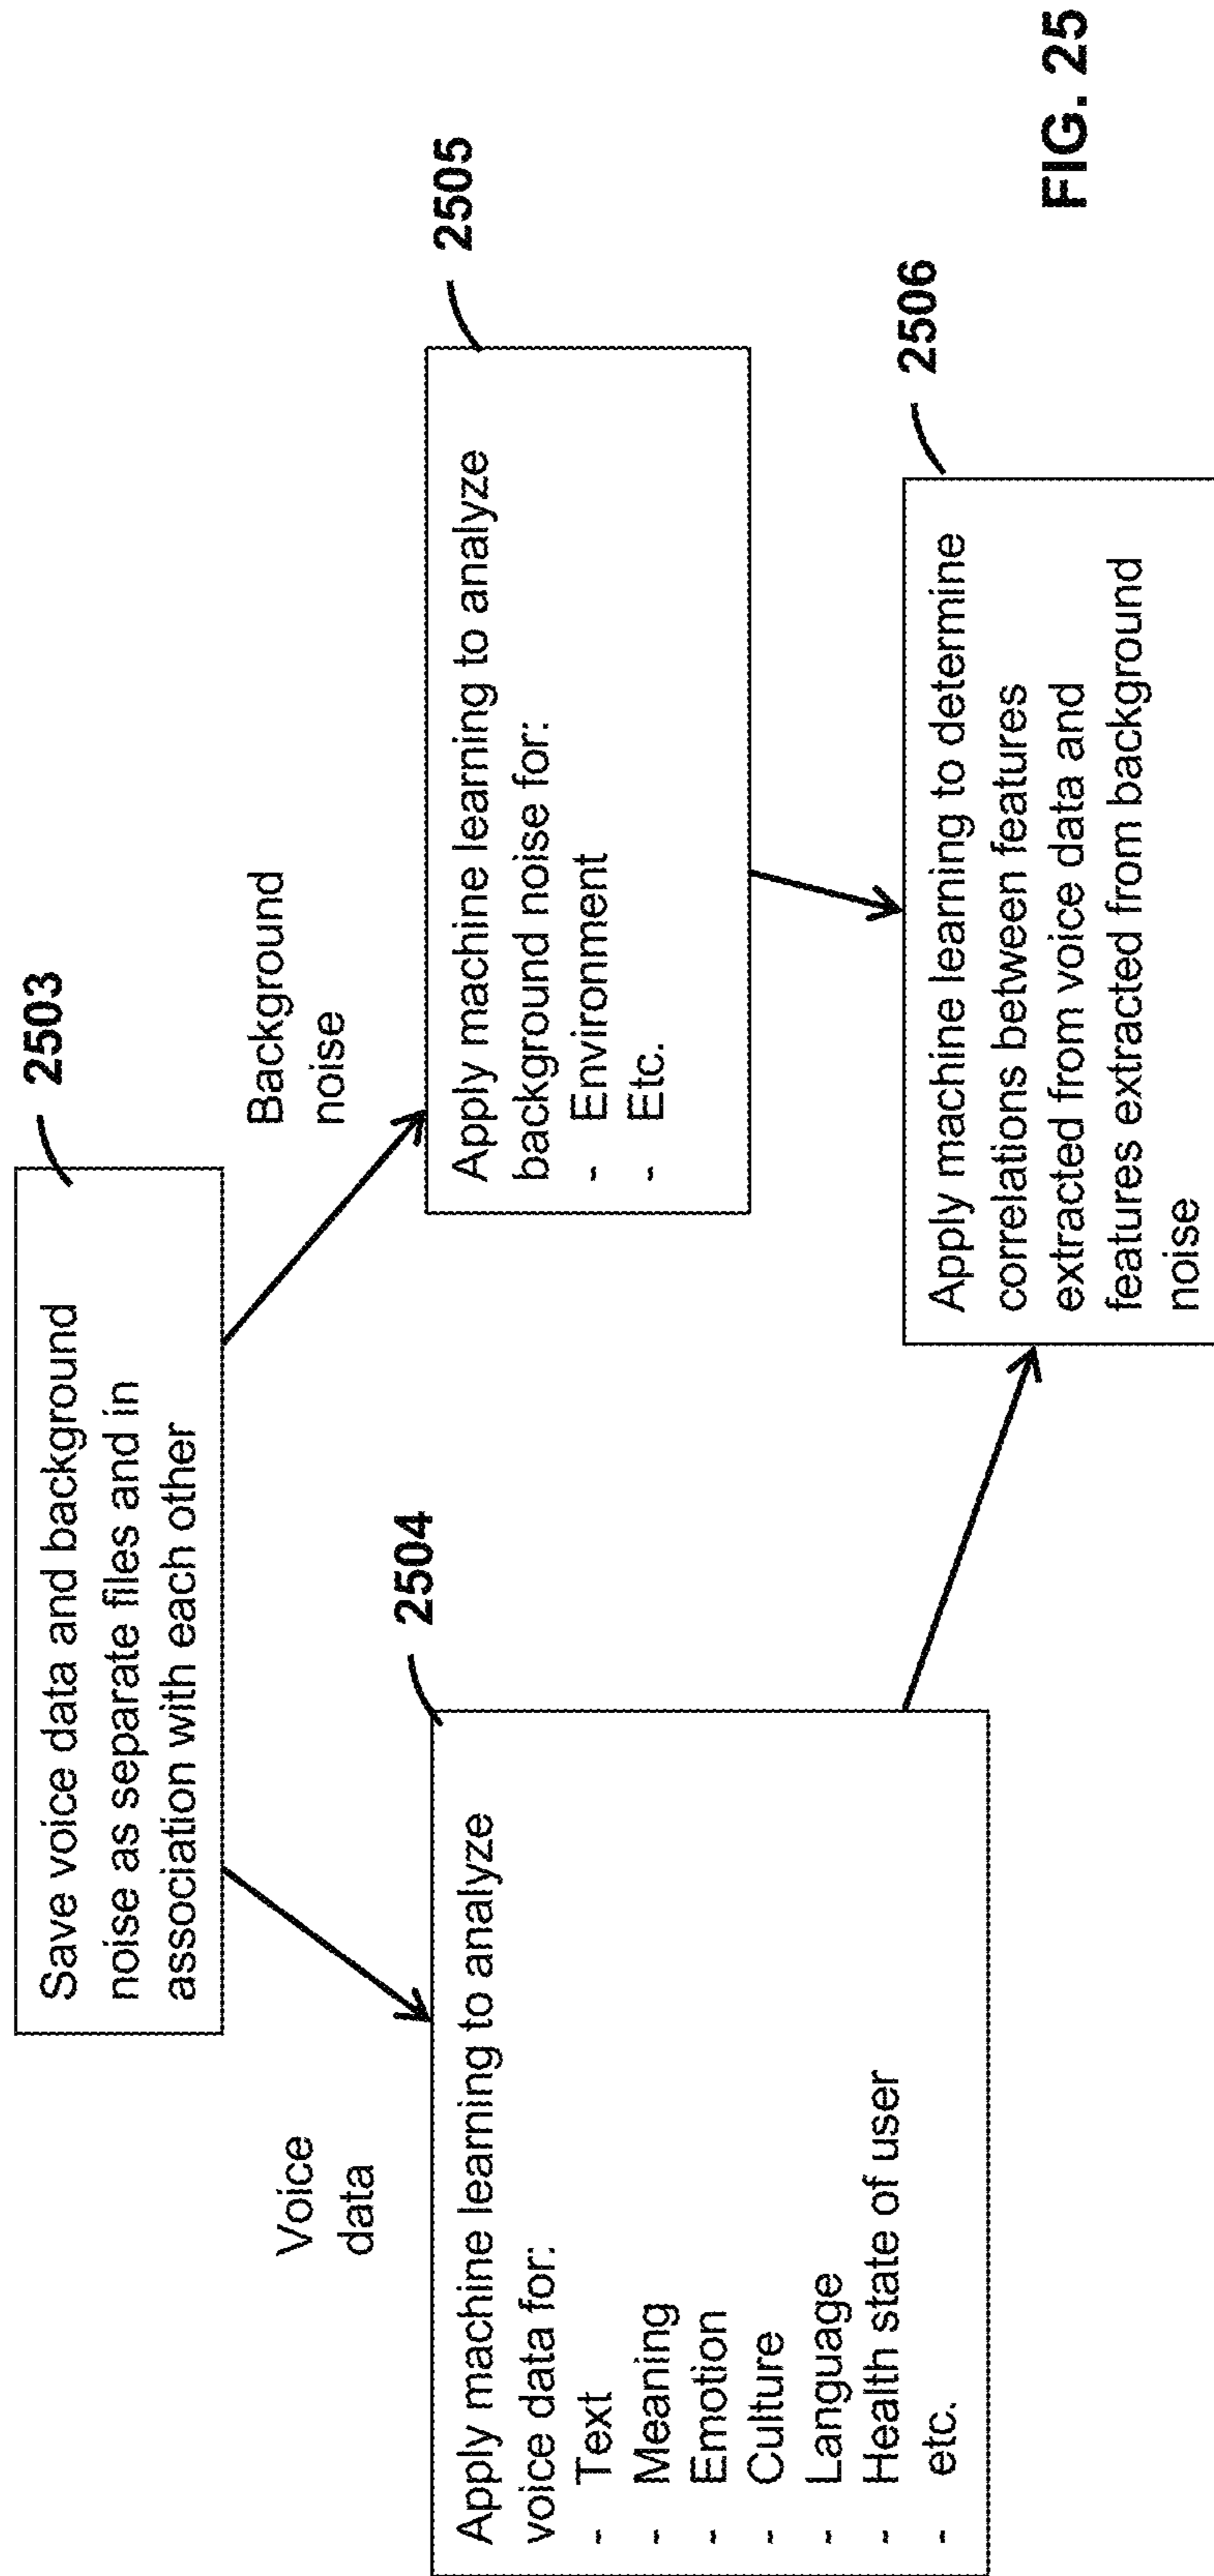 2503
Save voice data and background
noise as separate files and in
association with each other
Voice
data
Background
noise
2504
Apply machine learning to analyze
voice data for:
- Text
- Meaning
- Emotion
- Culture
- Language
- Health state of user
- etc.
2505
Apply machine learning to analyze
background noise for:
- Environment
- Etc.
2506
Apply machine learning to determine
correlations between features
extracted from voice data and
features extracted from background
noise
FIG. 25